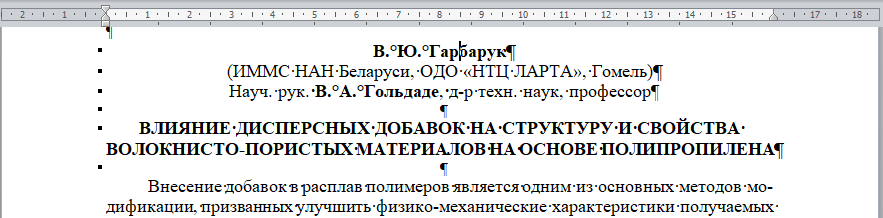 2 1 1 2 3 4 5 6 7 8 9 10 11 12 13 14 15 16 17 18
¶
В.°Ю.°Гарбарук¶
(ИММС·НАН·Беларуси,·ОДО·«НТЦ·ЛАРТА»,·Гомель)¶
Науч.·рук.·В.°А.°Гольдаде,·д-р·техн.·наук,·профессор¶
¶
ВЛИЯНИЕ·ДИСПЕРСНЫХ·ДОБАВОК·НА·СТРУКТУРУ·И·СВОЙСТВА·
ВОЛОКНИСТО-ПОРИСТЫХ·МАТЕРИАЛОВ·НА·ОСНОВЕ·ПОЛИПРОПИЛЕНА¶
¶
Внесение·добавок·в·расплав·полимеров·является·одним·из·основных·методов·мо-
дификации,·призванных·улучшить·физико-механические·характеристики·получаемых·